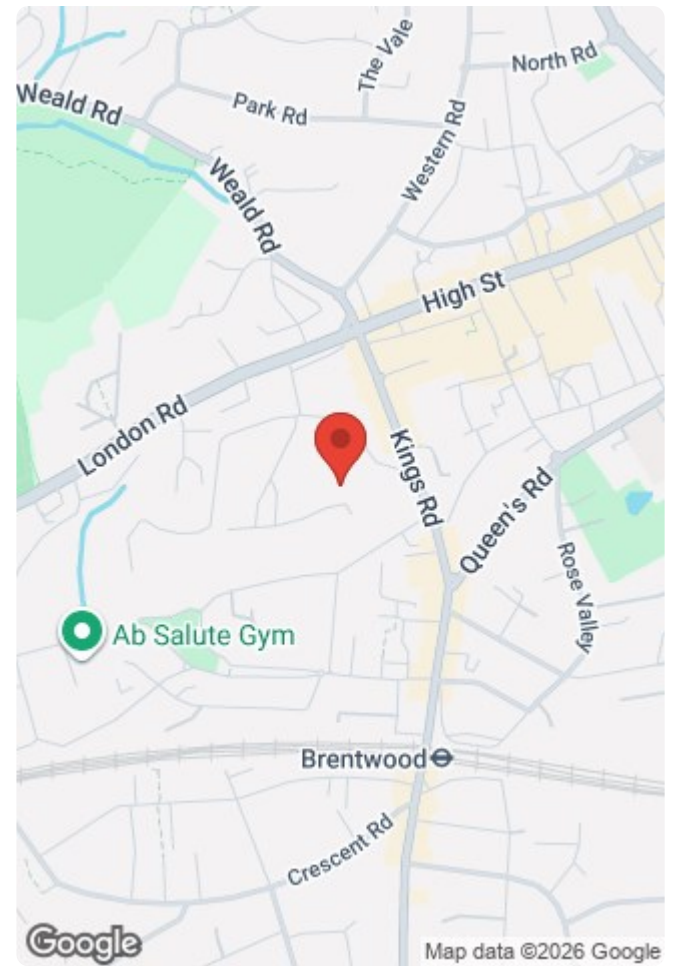 The Vale
North Rd
Weald Rd
Park Rd
Western Rd
Weald Rd
High St
London Rd
Kings Rd
Queen's Rd
Rose Valley
Ab Salute Gym
Brentwood
Crescent Rd
Google
Map data ©2026 Google